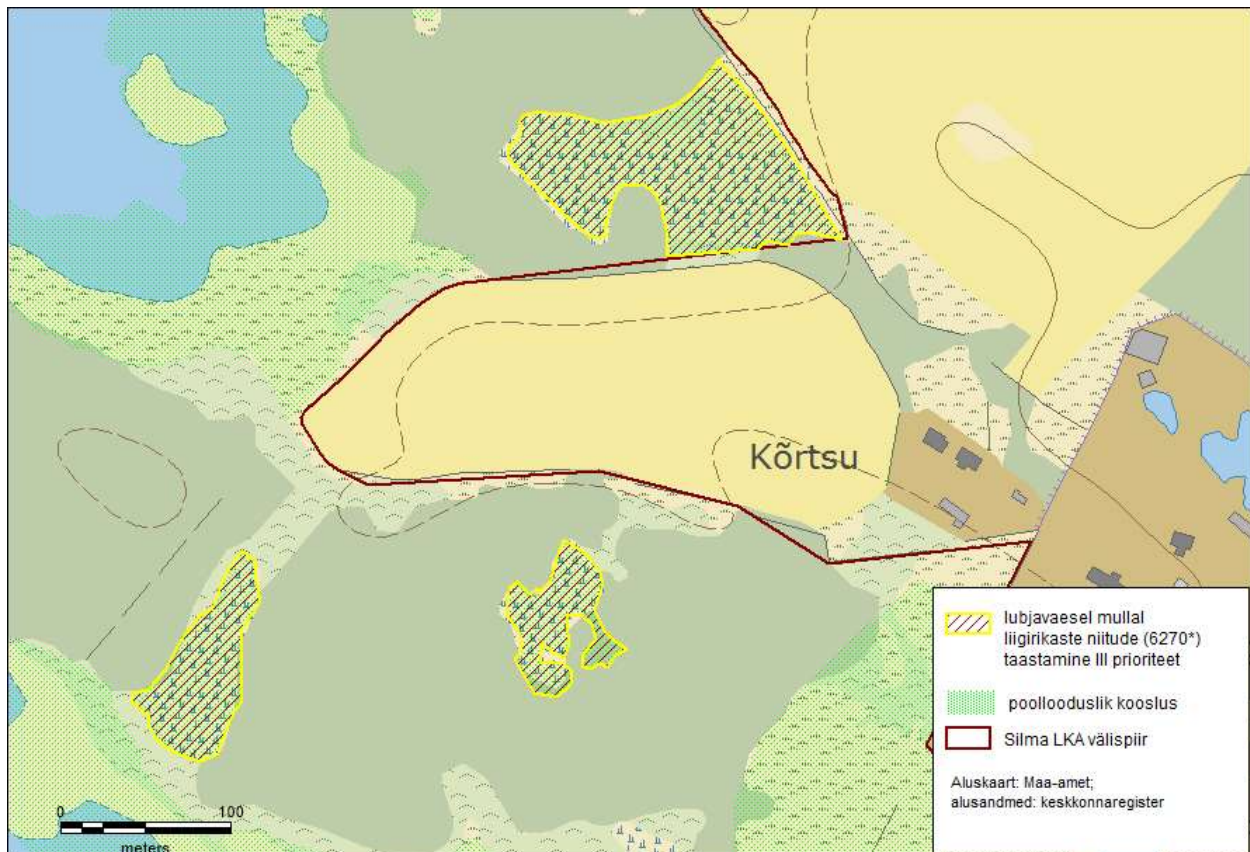 Kõrtsu
lubjavaesel mullal
liigirikaste niitude (6270*)
taastamine III prioriteet
poollooduslik kooslus
Silma LKA välispiir
Aluskaart: Maa-amet;
alusandmed: keskkonnaregister
0 100
meters